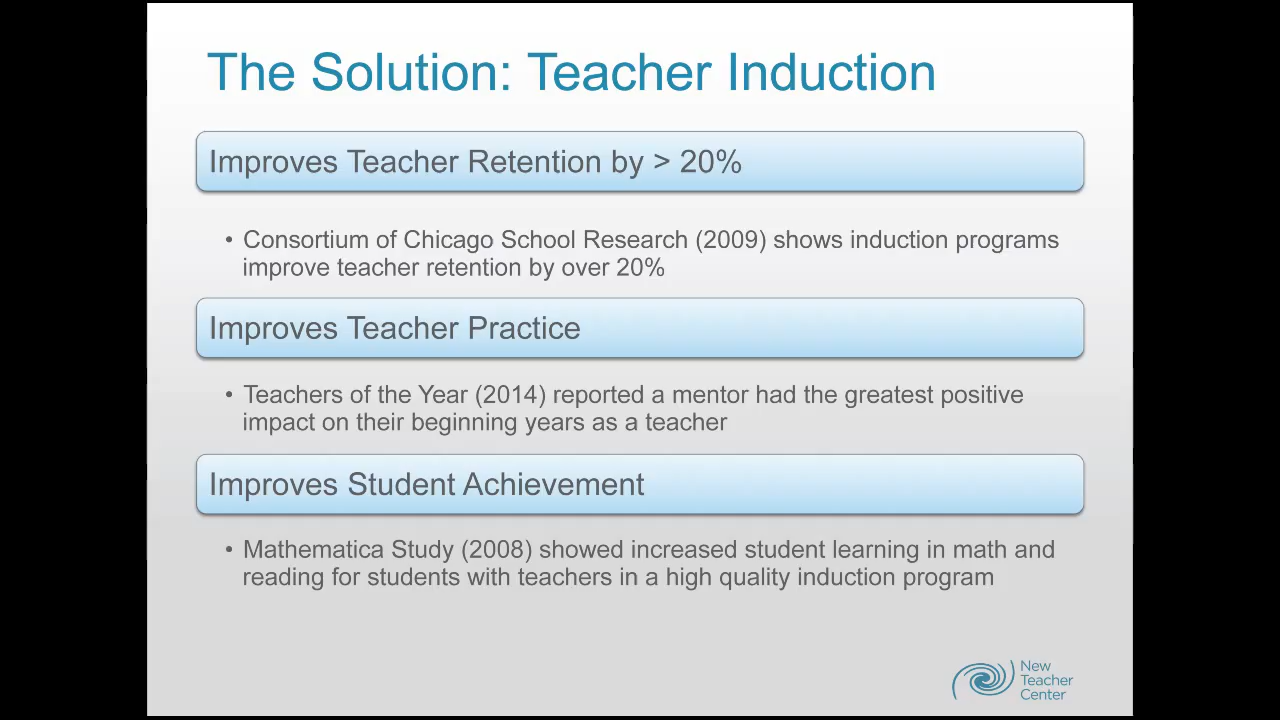 The Solution: Teacher Induction
Improves Teacher Retention by > 20%
• Consortium of Chicago School Research (2009) shows induction programs
improve teacher retention by over 20%
Improves Teacher Practice
• Teachers of the Year (2014) reported a mentor had the greatest positive
impact on their beginning years as a teacher
Improves Student Achievement
• Mathematica Study (2008) showed increased student learning in math and
reading for students with teachers in a high quality induction program
New
Teacher
Center